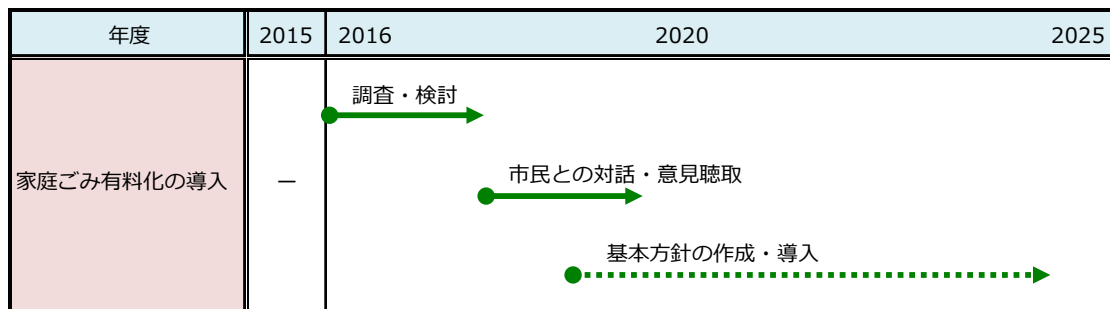 年度 2015 2016 2020 2025
調査・検討
家庭ごみ有料化の導入 － 市民との対話・意見聴取
基本方針の作成・導入